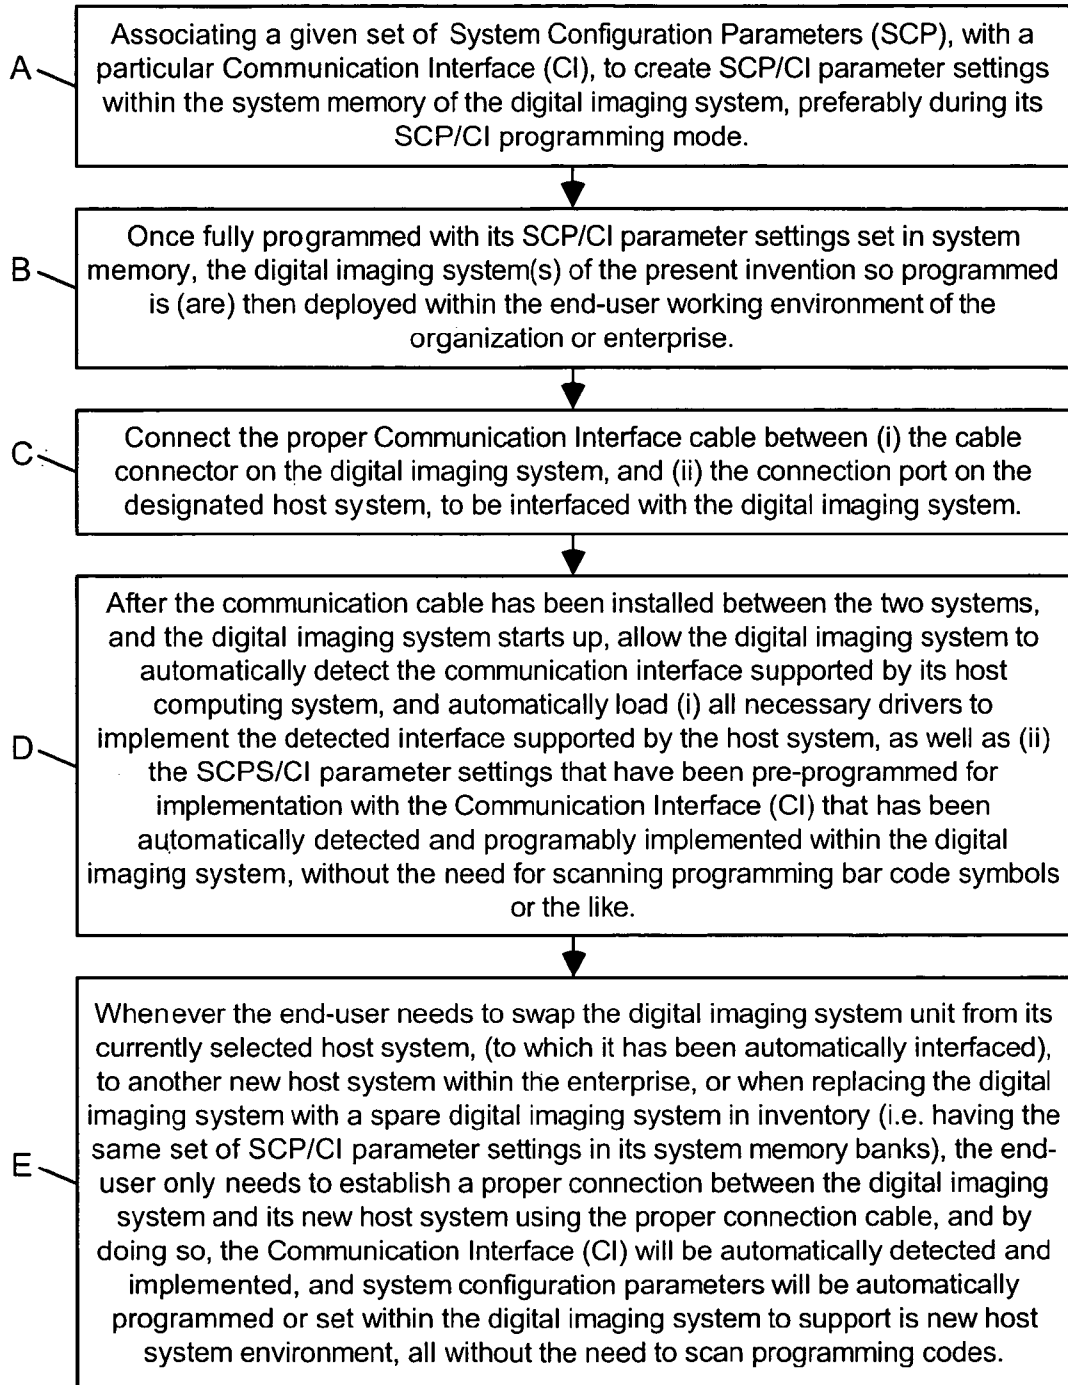 A
Associating a given set of System Configuration Parameters (SCP), with a
particular Communication Interface (CI), to create SCP/CI parameter settings
within the system memory of the digital imaging system, preferably during its
SCP/CI programming mode.
B
Once fully programmed with its SCP/CI parameter settings set in system
memory, the digital imaging system(s) of the present invention so programmed
is (are) then deployed within the end-user working environment of the
organization or enterprise.
C
Connect the proper Communication Interface cable between (i) the cable
connector on the digital imaging system, and (ii) the connection port on the
designated host system, to be interfaced with the digital imaging system.
D
After the communication cable has been installed between the two systems,
and the digital imaging system starts up, allow the digital imaging system to
automatically detect the communication interface supported by its host
computing system, and automatically load (i) all necessary drivers to
implement the detected interface supported by the host system, as well as (ii)
the SCPS/CI parameter settings that have been pre-programmed for
implementation with the Communication Interface (CI) that has been
automatically detected and programably implemented within the digital
imaging system, without the need for scanning programming bar code symbols
or the like.
E
Whenever the end-user needs to swap the digital imaging system unit from its
currently selected host system, (to which it has been automatically interfaced),
to another new host system within the enterprise, or when replacing the digital
imaging system with a spare digital imaging system in inventory (i.e. having the
same set of SCP/CI parameter settings in its system memory banks), the end-
user only needs to establish a proper connection between the digital imaging
system and its new host system using the proper connection cable, and by
doing so, the Communication Interface (CI) will be automatically detected and
implemented, and system configuration parameters will be automatically
programmed or set within the digital imaging system to support is new host
system environment, all without the need to scan programming codes.